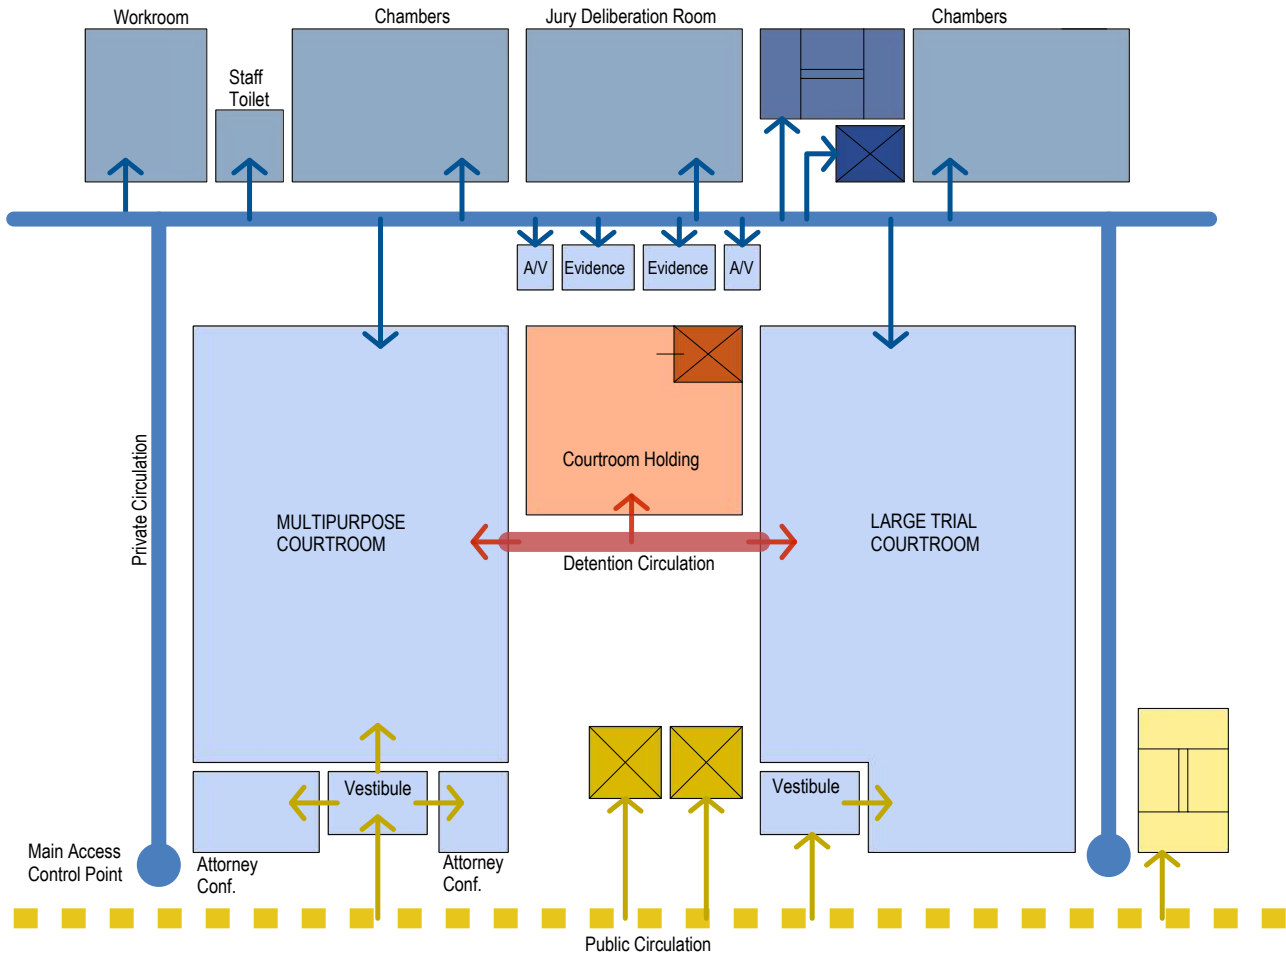 Workroom
Chambers
Jury Deliberation Room
Chambers
Staff
Toilet
A/V
Evidence
Evidence
A/V
Private Circulation
Courtroom Holding
MULTIPURPOSE
COURTROOM
LARGE TRIAL
COURTROOM
Detention Circulation
Vestibule
Vestibule
Main Access
Control Point
Attorney
Conf.
Attorney
Conf.
Public Circulation